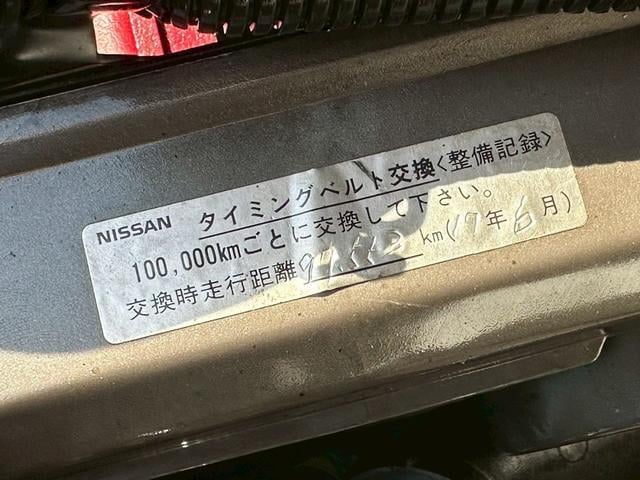 NISSAN タイミングベルト交換<整備記録>
100,000kmごとに交換して下さい。
交換時走行距離 km(19年6月)